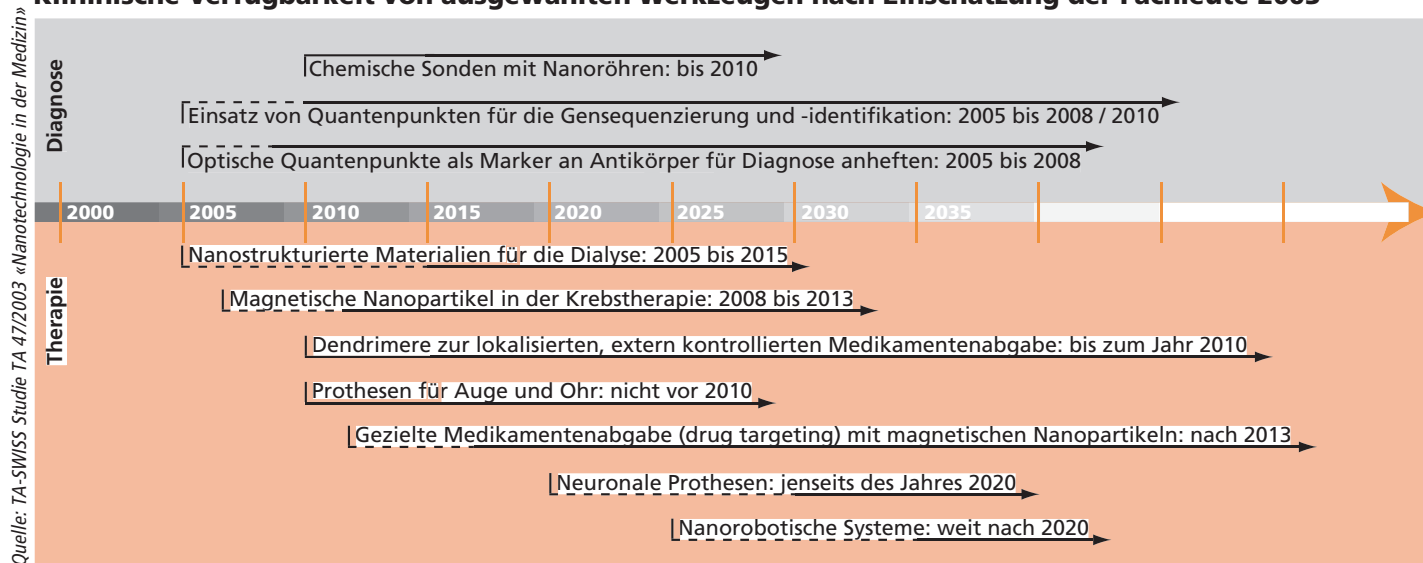 Klininische Verfügbarkeit von ausgewählten Werkzeugen nach Einschätzung der Fachleute 2003
Quelle: TA-SWISS Studie TA 47/2003 «Nanotechnologie in der Medizin»
Diagnose
Chemische Sonden mit Nanoröhren: bis 2010
Einsatz von Quantenpunkten für die Gensequenzierung und -identifikation: 2005 bis 2008 / 2010
Optische Quantenpunkte als Marker an Antikörper für Diagnose anheften: 2005 bis 2008
2000 2005 2010 2015 2020 2025 2030 2035
Therapie
Nanostrukturierte Materialien für die Dialyse: 2005 bis 2015
Magnetische Nanopartikel in der Krebstherapie: 2008 bis 2013
Dendrimere zur lokalisierten, extern kontrollierten Medikamentenabgabe: bis zum Jahr 2010
Prothesen für Auge und Ohr: nicht vor 2010
Gezielte Medikamentenabgabe (drug targeting) mit magnetischen Nanopartikeln: nach 2013
Neuronale Prothesen: jenseits des Jahres 2020
Nanorobotische Systeme: weit nach 2020